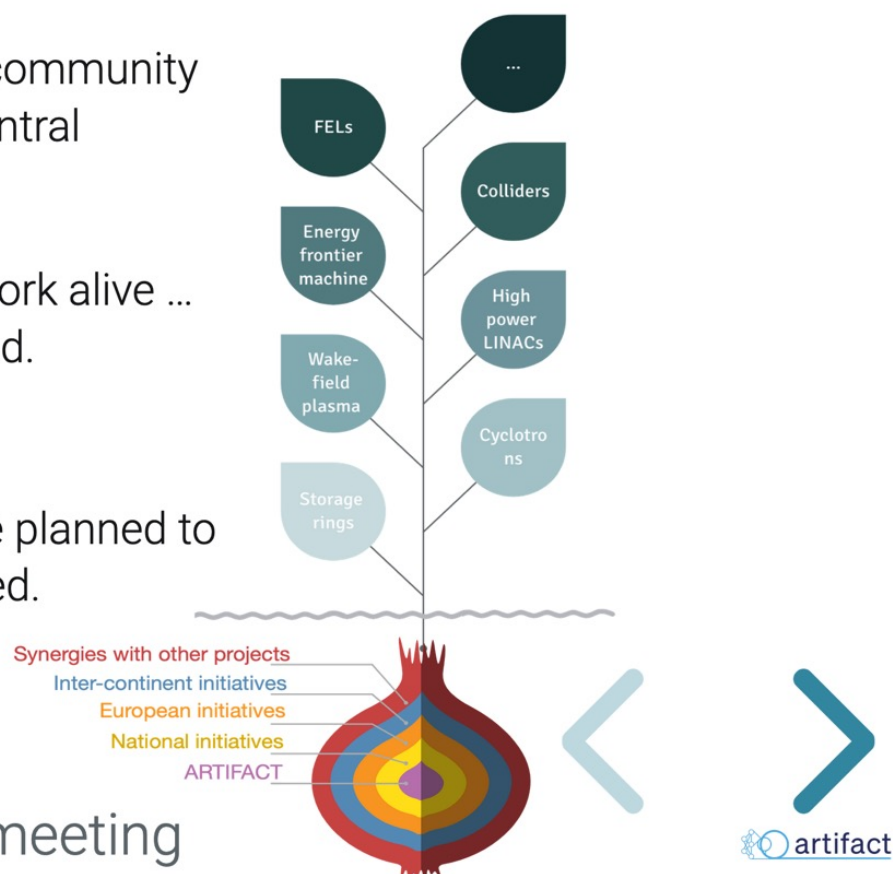 community
ntral
ork alive ...
d.
e planned to
ed.
meeting
...
FELs
Colliders
Energy
frontier
machine
High
power
LINACs
Wake-
field
plasma
Cyclotro
ns
Storage
rings
Synergies with other projects
Inter-continent initiatives
European initiatives
National initiatives
ARTIFACT
artifact